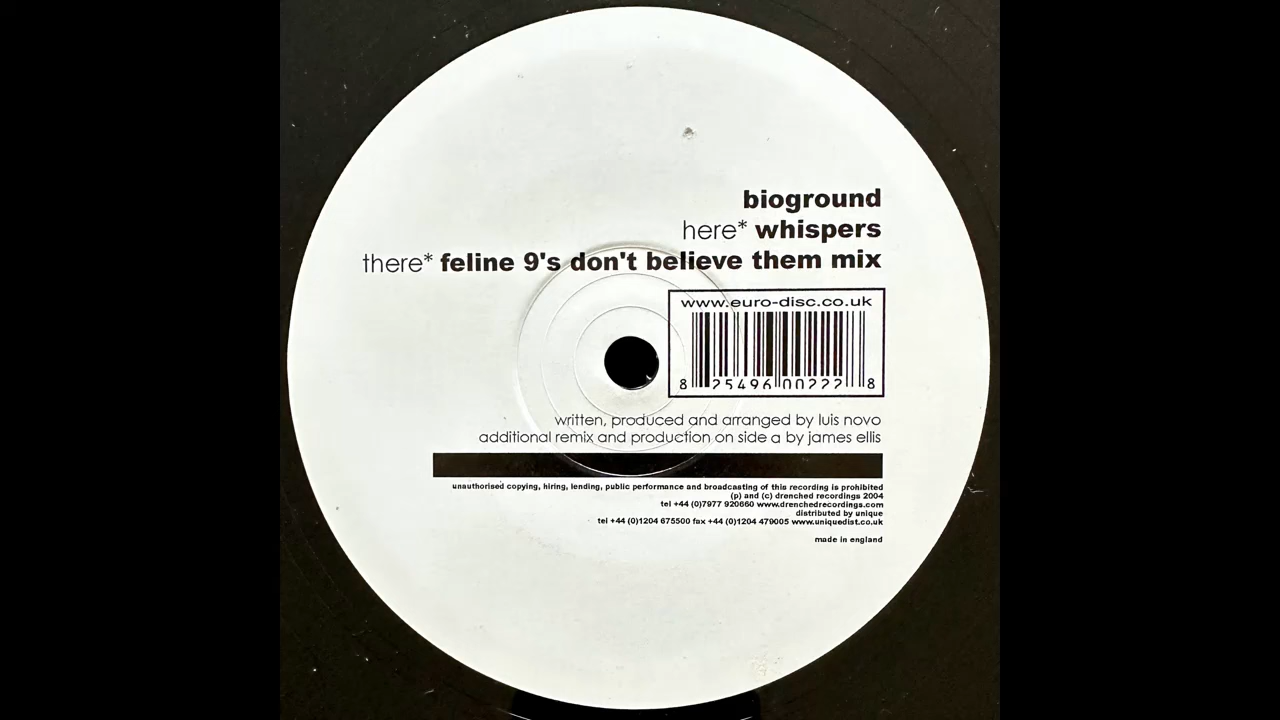 bioground
here* whispers
there* feline 9's don't believe them mix
www.euro-disc.co.uk
8 25496 00222 8
written, produced and arranged by luis novo
additional remix and production on side a by james ellis
unauthorised copying, hiring, lending, public performance and broadcasting of this recording is prohibited
(p) and (c) drenched recordings 2004
tel +44 (0)7977 920660 www.drenchedrecordings.com
distributed by unique
tel +44 (0)1204 675500 fax +44 (0)1204 479005 www.uniquedist.co.uk
made in england